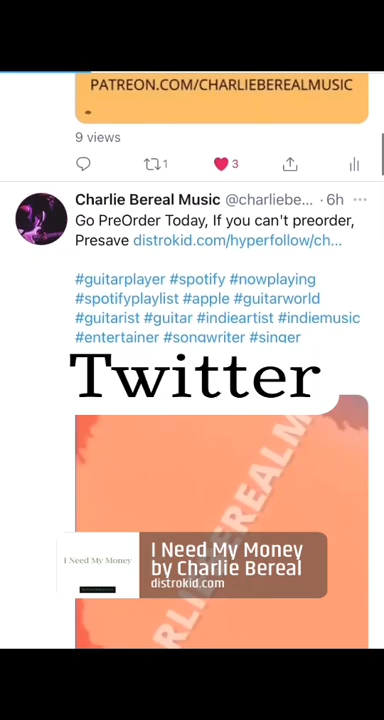 PATREON.COM/CHARLIEBEREALMUSIC
9 views
1
3
Charlie Bereal Music @charliebe... · 6h
Go PreOrder Today, If you can't preorder,
Presave distrokid.com/hyperfollow/ch...
#guitarplayer #spotify #nowplaying
#spotifyplaylist #apple #guitarworld
#guitarist #guitar #indieartist #indiemusic
#entertainer #songwriter #singer
Twitter
RLIEBEREALM
I Need My Money
I Need My Money
by Charlie Bereal
distrokid.com